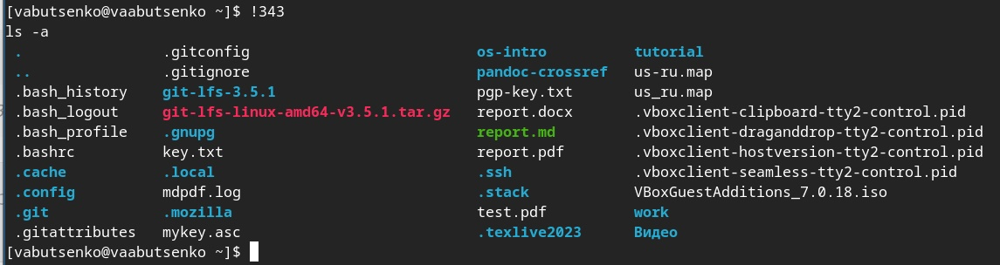 [vabutsenko@vaabutsenko ~]$ !343
ls -a
. .gitconfig os-intro tutorial
.. .gitignore pandoc-crossref us-ru.map
.bash_history git-lfs-3.5.1 pgp-key.txt us_ru.map
.bash_logout git-lfs-linux-amd64-v3.5.1.tar.gz report.docx .vboxclient-clipboard-tty2-control.pid
.bash_profile .gnupg report.md .vboxclient-draganddrop-tty2-control.pid
.bashrc key.txt report.pdf .vboxclient-hostversion-tty2-control.pid
.cache .local .ssh .vboxclient-seamless-tty2-control.pid
.config mdpdf.log .stack VBoxGuestAdditions_7.0.18.iso
.git .mozilla test.pdf work
.gitattributes mykey.asc .texlive2023 Видео
[vabutsenko@vaabutsenko ~]$